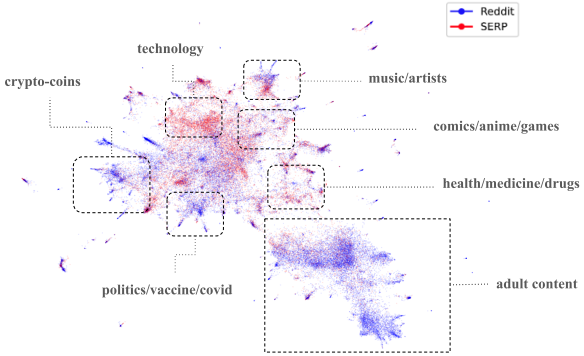 Reddit
SERP
technology
crypto-coins
music/artists
comics/anime/games
health/medicine/drugs
adult content
politics/vaccine/covid